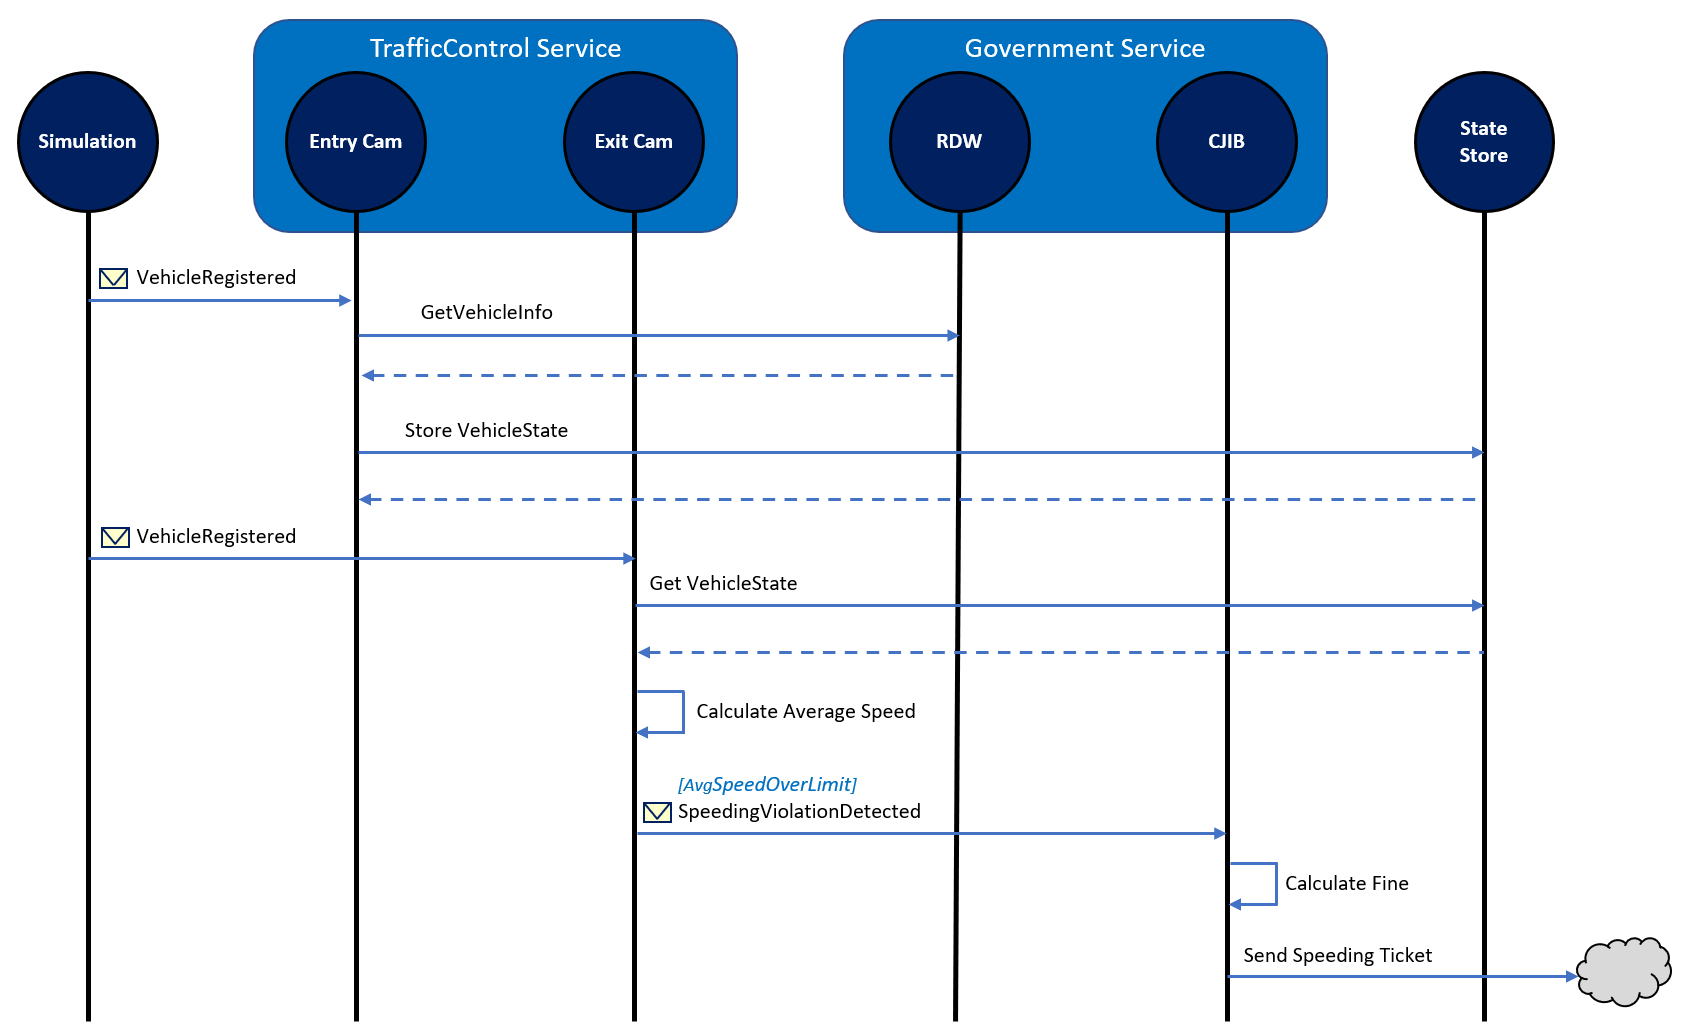 TrafficControl Service
Government Service
Simulation
Entry Cam
Exit Cam
RDW
CJIB
State
Store
VehicleRegistered
GetVehicleInfo
Store VehicleState
VehicleRegistered
Get VehicleState
Calculate Average Speed
[AvgSpeedOverLimit]
SpeedingViolationDetected
Calculate Fine
Send Speeding Ticket